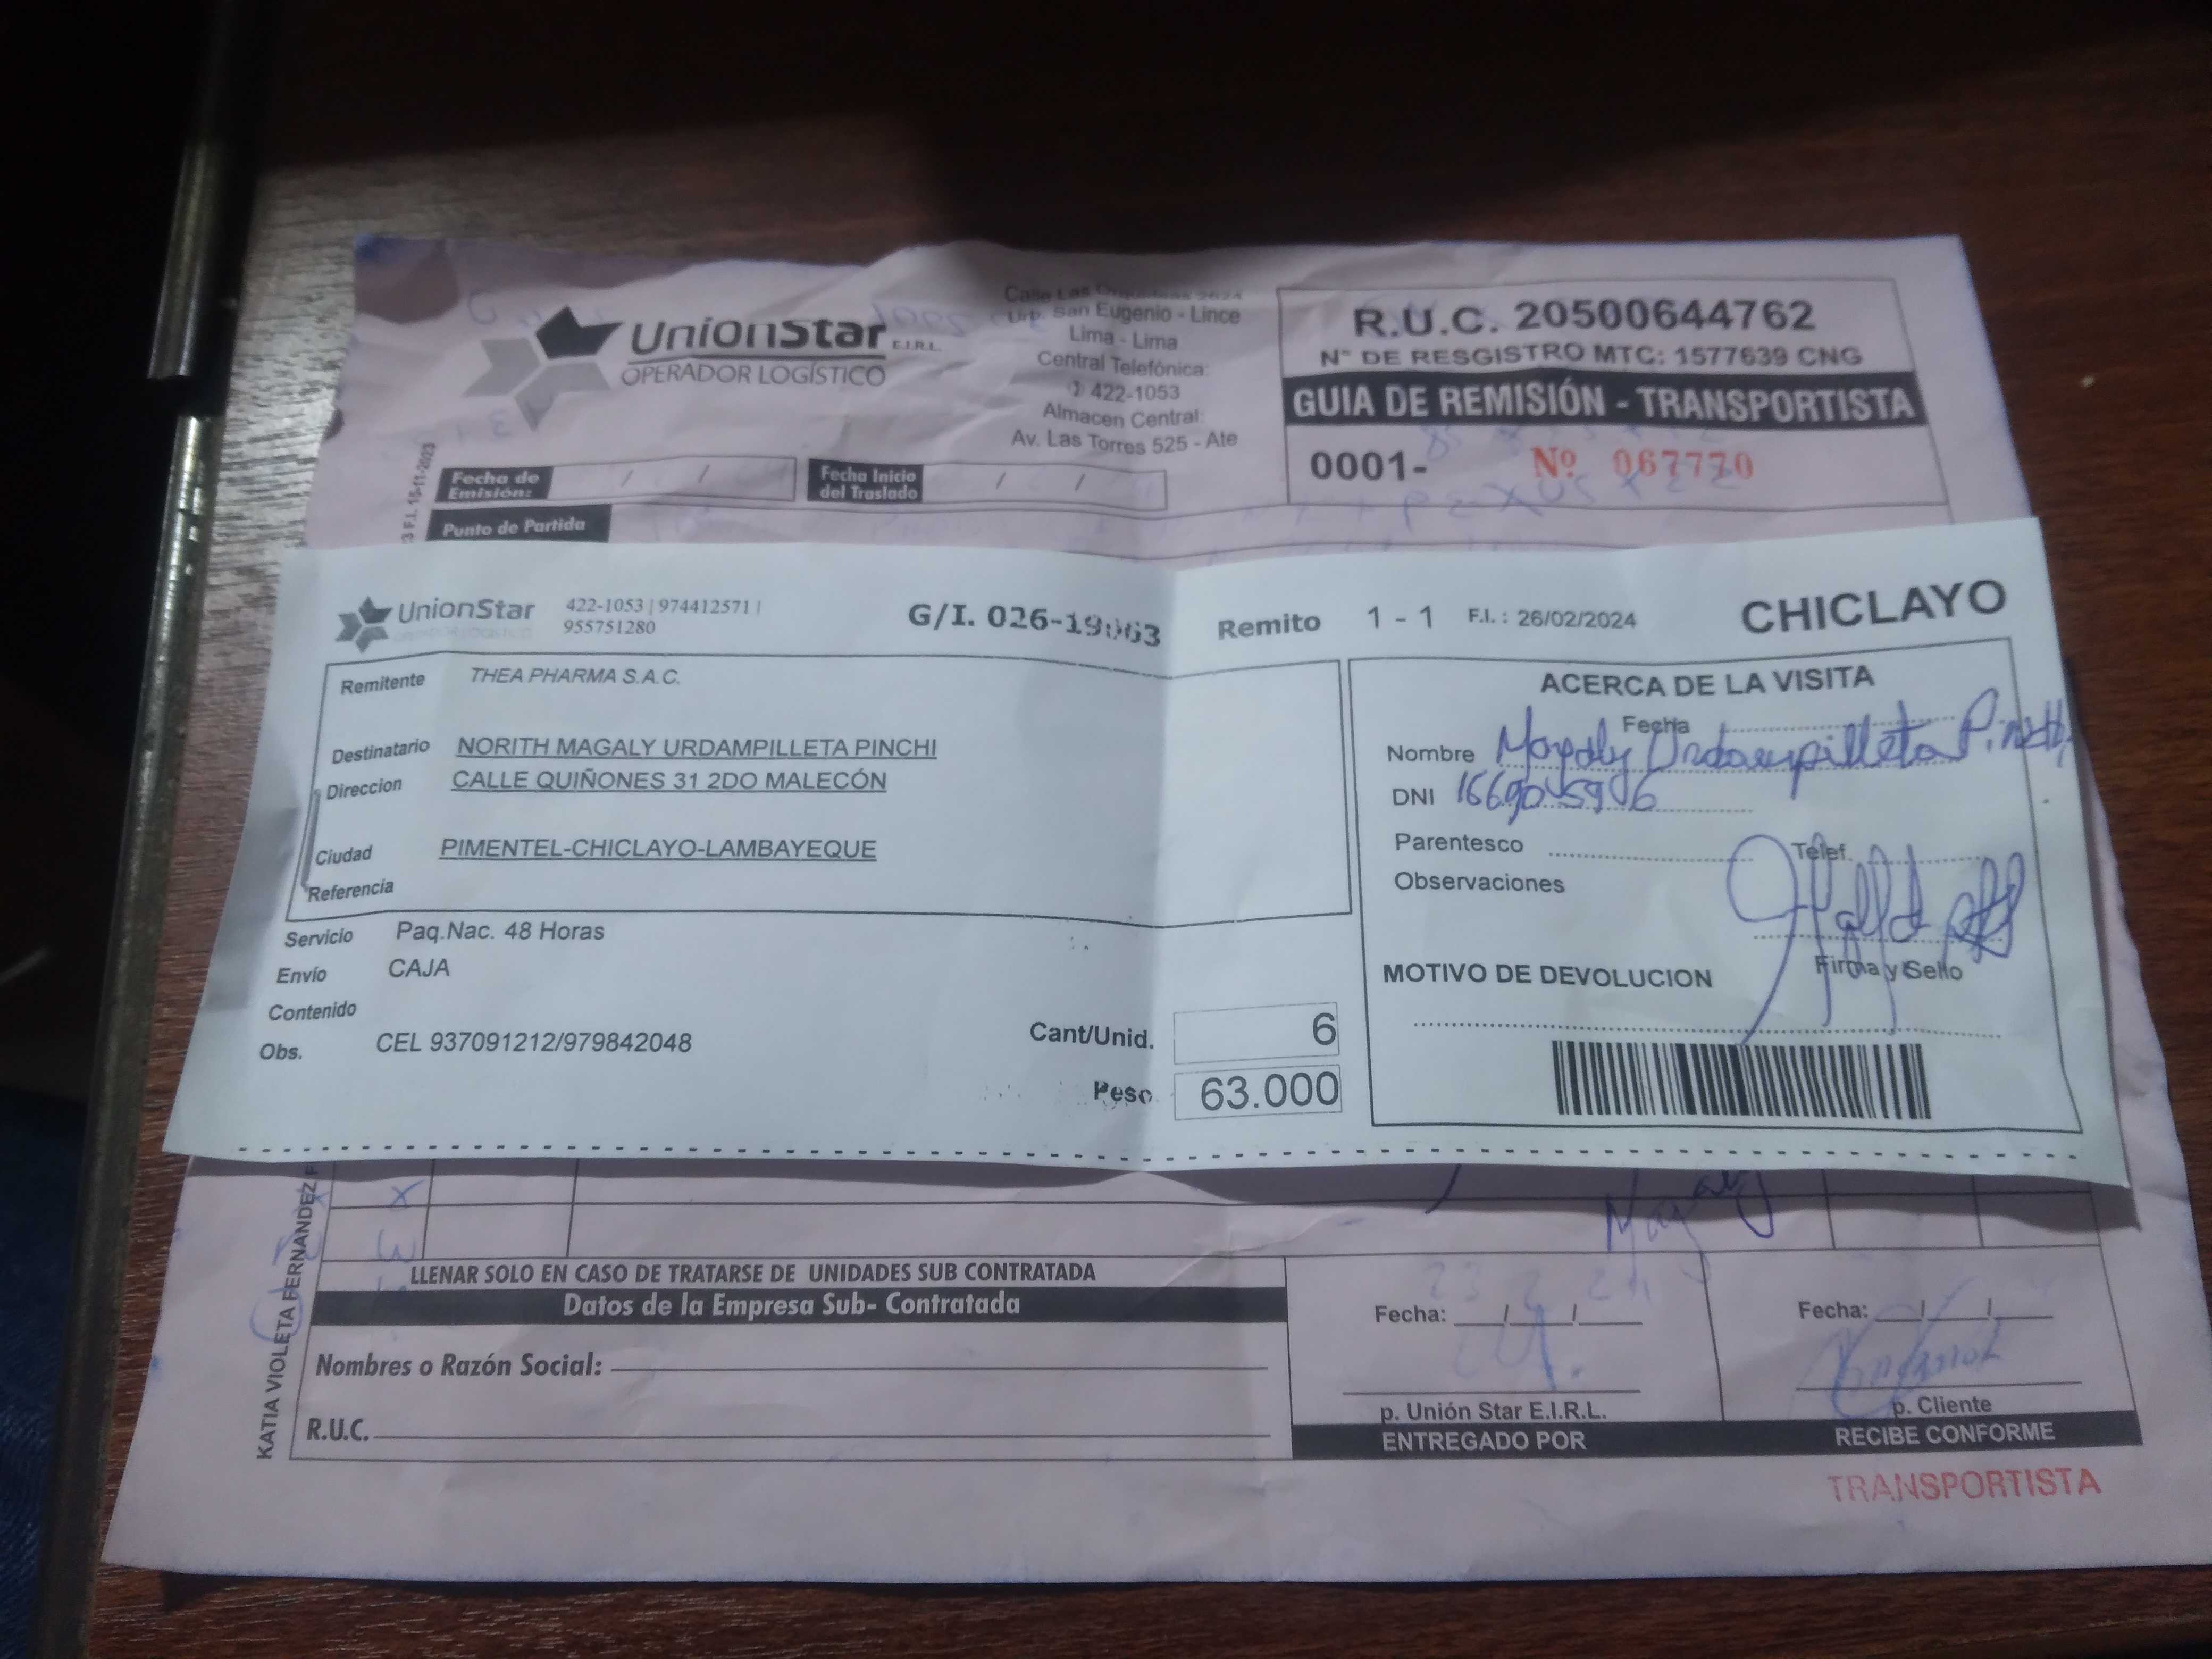 UnionStar E.I.R.L.
OPERADOR LOGÍSTICO
Urb. San Eugenio - Lince
Lima - Lima
Central Telefónica:
422-1053
Almacen Central:
Av. Las Torres 525 - Ate
R.U.C. 20500644762
N° DE RESGISTRO MTC: 1577639 CNG
GUIA DE REMISIÓN - TRANSPORTISTA
0001- Nº 067770
Fecha de Emisión: / /
Fecha Inicio del Traslado / /
Punto de Partida
F.I. 15-11-2023
UnionStar
422-1053 | 974412571 |
955751280
G/I. 026-
Remito 1 - 1 F.I. : 26/02/2024
CHICLAYO
Remitente THEA PHARMA S.A.C.
Destinatario NORITH MAGALY URDAMPILLETA PINCHI
Direccion CALLE QUIÑONES 31 2DO MALECÓN
Ciudad PIMENTEL-CHICLAYO-LAMBAYEQUE
Referencia
Servicio Paq.Nac. 48 Horas
Envío CAJA
Contenido
Obs. CEL 937091212/979842048
Cant/Unid. 6
Peso 63.000
ACERCA DE LA VISITA
Fecha
Nombre Magaly Urdampilleta
DNI
Parentesco Telef.
Observaciones
Firma y Sello
MOTIVO DE DEVOLUCION
Magaly
KATIA VIOLETA FERNANDEZ
LLENAR SOLO EN CASO DE TRATARSE DE UNIDADES SUB CONTRATADA
Datos de la Empresa Sub- Contratada
Nombres o Razón Social:
R.U.C.
Fecha: / /
p. Unión Star E.I.R.L.
ENTREGADO POR
Fecha: / /
p. Cliente
RECIBE CONFORME
TRANSPORTISTA